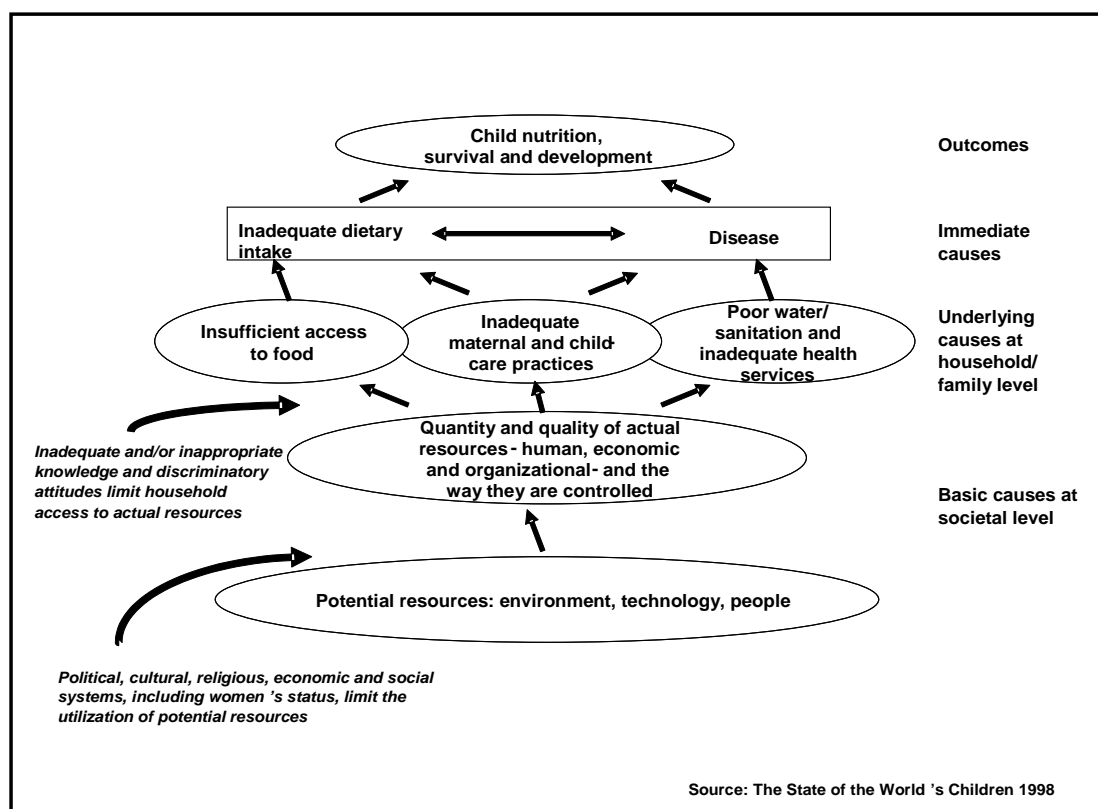 Child nutrition,
survival and development
Outcomes
Inadequate dietary
intake
Disease
Immediate
causes
Insufficient access
to food
Inadequate
maternal and child-
care practices
Poor water/
sanitation and
inadequate health
services
Underlying
causes at
household/
family level
Quantity and quality of actual
resources - human, economic
and organizational - and the
way they are controlled
Inadequate and/or inappropriate
knowledge and discriminatory
attitudes limit household
access to actual resources
Basic causes at
societal level
Potential resources: environment, technology, people
Political, cultural, religious, economic and social
systems, including women 's status, limit the
utilization of potential resources
Source: The State of the World 's Children 1998